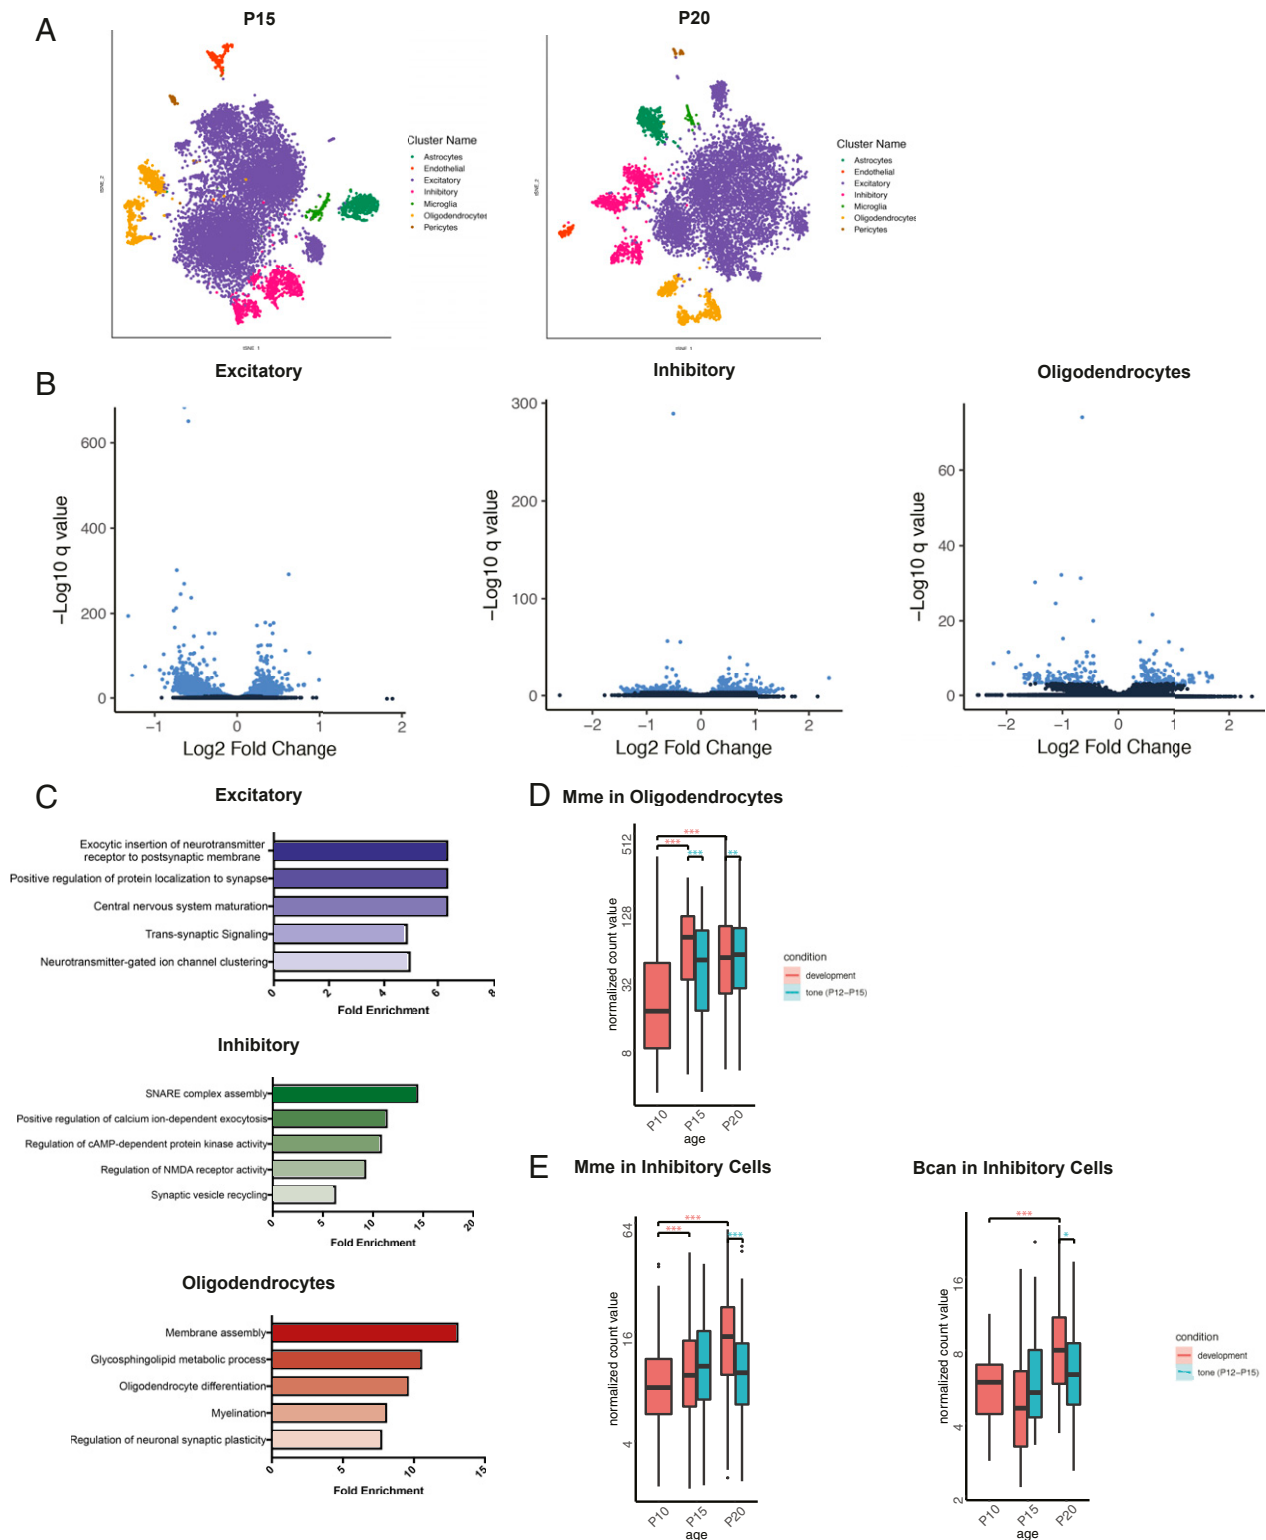 A
P15
P20
tSNE_2
Cluster Name
Astrocytes
Endothelial
Excitatory
Inhibitory
Microglia
Oligodendrocytes
Pericytes
tSNE_1
tSNE_2
Cluster Name
Astrocytes
Endothelial
Excitatory
Inhibitory
Microglia
Oligodendrocytes
Pericytes
tSNE_1
B
Excitatory
−Log10 q value
600
400
200
0
−1
0
1
2
Log2 Fold Change
Inhibitory
−Log10 q value
300
200
100
0
−2
−1
0
1
2
Log2 Fold Change
Oligodendrocytes
−Log10 q value
60
40
20
0
−2
−1
0
1
2
Log2 Fold Change
C
Excitatory
Exocytic insertion of neurotransmitter
receptor to postsynaptic membrane
Positive regulation of protein localization to synapse
Central nervous system maturation
Trans-synaptic Signaling
Neurotransmitter-gated ion channel clustering
0
2
4
6
8
Fold Enrichment
Inhibitory
SNARE complex assembly
Positive regulation of calcium ion-dependent exocytosis
Regulation of cAMP-dependent protein kinase activity
Regulation of NMDA receptor activity
Synaptic vesicle recycling
0
5
10
15
20
Fold Enrichment
Oligodendrocytes
Membrane assembly
Glycosphingolipid metabolic process
Oligodendrocyte differentiation
Myelination
Regulation of neuronal synaptic plasticity
0
5
10
15
Fold Enrichment
D
Mme in Oligodendrocytes
normalized count value
512
128
32
8
***
***
***
**
P10
P15
P20
age
condition
development
tone (P12−P15)
E
Mme in Inhibitory Cells
normalized count value
64
16
4
***
***
***
P10
P15
P20
age
Bcan in Inhibitory Cells
normalized count value
16
8
4
2
***
*
P10
P15
P20
age
condition
development
tone (P12−P15)